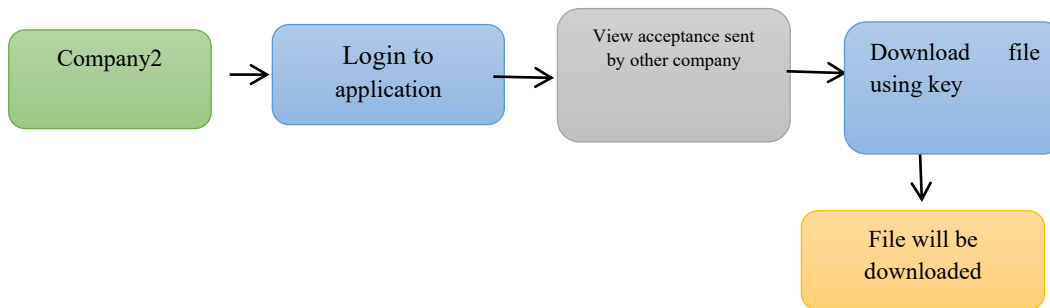 Company2
Login to
application
View acceptance sent
by other company
Download file
using key
File will be
downloaded